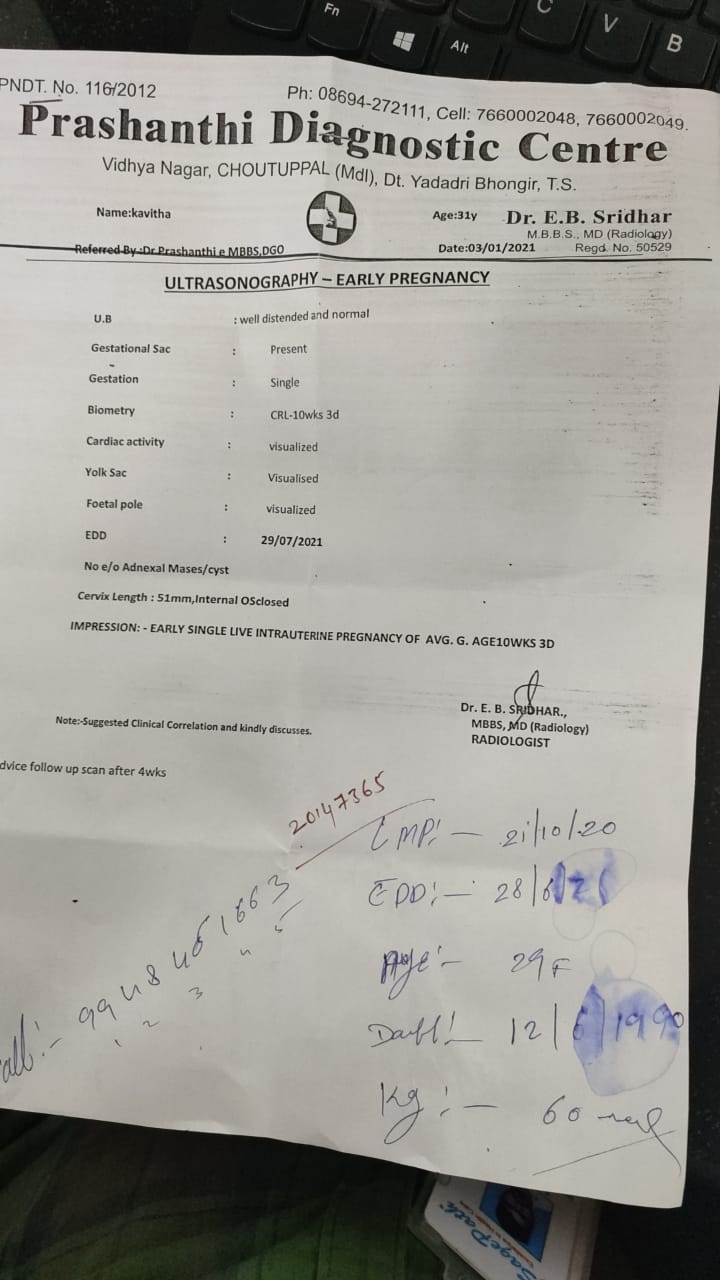 Fn
Alt
C
V
B
PNDT. No. 116/2012
Ph: 08694-272111, Cell: 7660002048, 7660002049.
Prashanthi Diagnostic Centre
Vidhya Nagar, CHOUTUPPAL (Mdl), Dt. Yadadri Bhongir, T.S.
Name:kavitha
Age:31y
Dr. E.B. Sridhar
M.B.B.S., MD (Radiology)
Referred By :Dr Prashanthi e MBBS,DGO
Date:03/01/2021
Regd. No. 50529
ULTRASONOGRAPHY – EARLY PREGNANCY
U.B : well distended and normal
Gestational Sac : Present
Gestation : Single
Biometry : CRL-10wks 3d
Cardiac activity : visualized
Yolk Sac : Visualised
Foetal pole : visualized
EDD : 29/07/2021
No e/o Adnexal Mases/cyst
Cervix Length : 51mm,Internal OSclosed
IMPRESSION: - EARLY SINGLE LIVE INTRAUTERINE PREGNANCY OF AVG. G. AGE10WKS 3D
Dr. E. B. SRIDHAR.,
MBBS, MD (Radiology)
RADIOLOGIST
Note:-Suggested Clinical Correlation and kindly discusses.
dvice follow up scan after 4wks
20147365
LMP:- 21/10/20
EDD:- 28/6/
Age:- 29 F
12/6/1990
Kg:- 60
SagePath